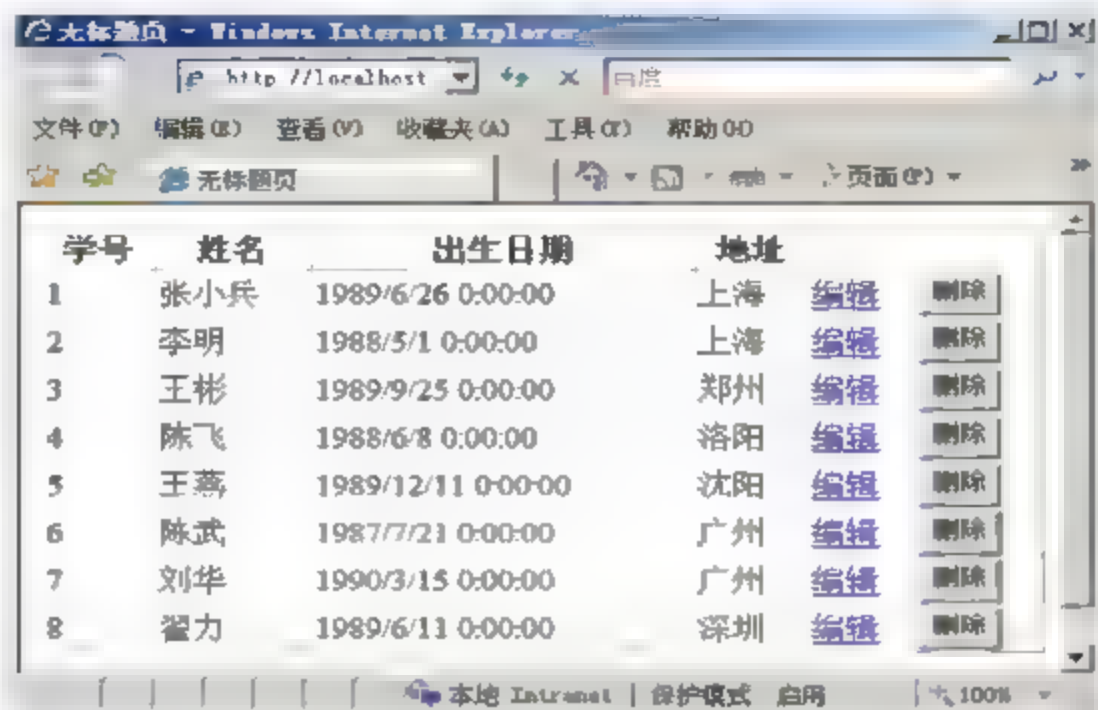 无标题页 - Windows Internet Explorer
http://localhost 百度
文件(F) 编辑(E) 查看(V) 收藏夹(A) 工具(T) 帮助(H)
无标题页 页面(P)
学号 姓名 出生日期 地址
1 张小兵 1989/6/26 0:00:00 上海 编辑 删除
2 李明 1988/5/1 0:00:00 上海 编辑 删除
3 王彬 1989/9/25 0:00:00 郑州 编辑 删除
4 陈飞 1988/6/8 0:00:00 洛阳 编辑 删除
5 王燕 1989/12/11 0:00:00 沈阳 编辑 删除
6 陈武 1987/7/21 0:00:00 广州 编辑 删除
7 刘华 1990/3/15 0:00:00 广州 编辑 删除
8 翟力 1989/6/11 0:00:00 深圳 编辑 删除
本地 Intranet | 保护模式 启用 100%